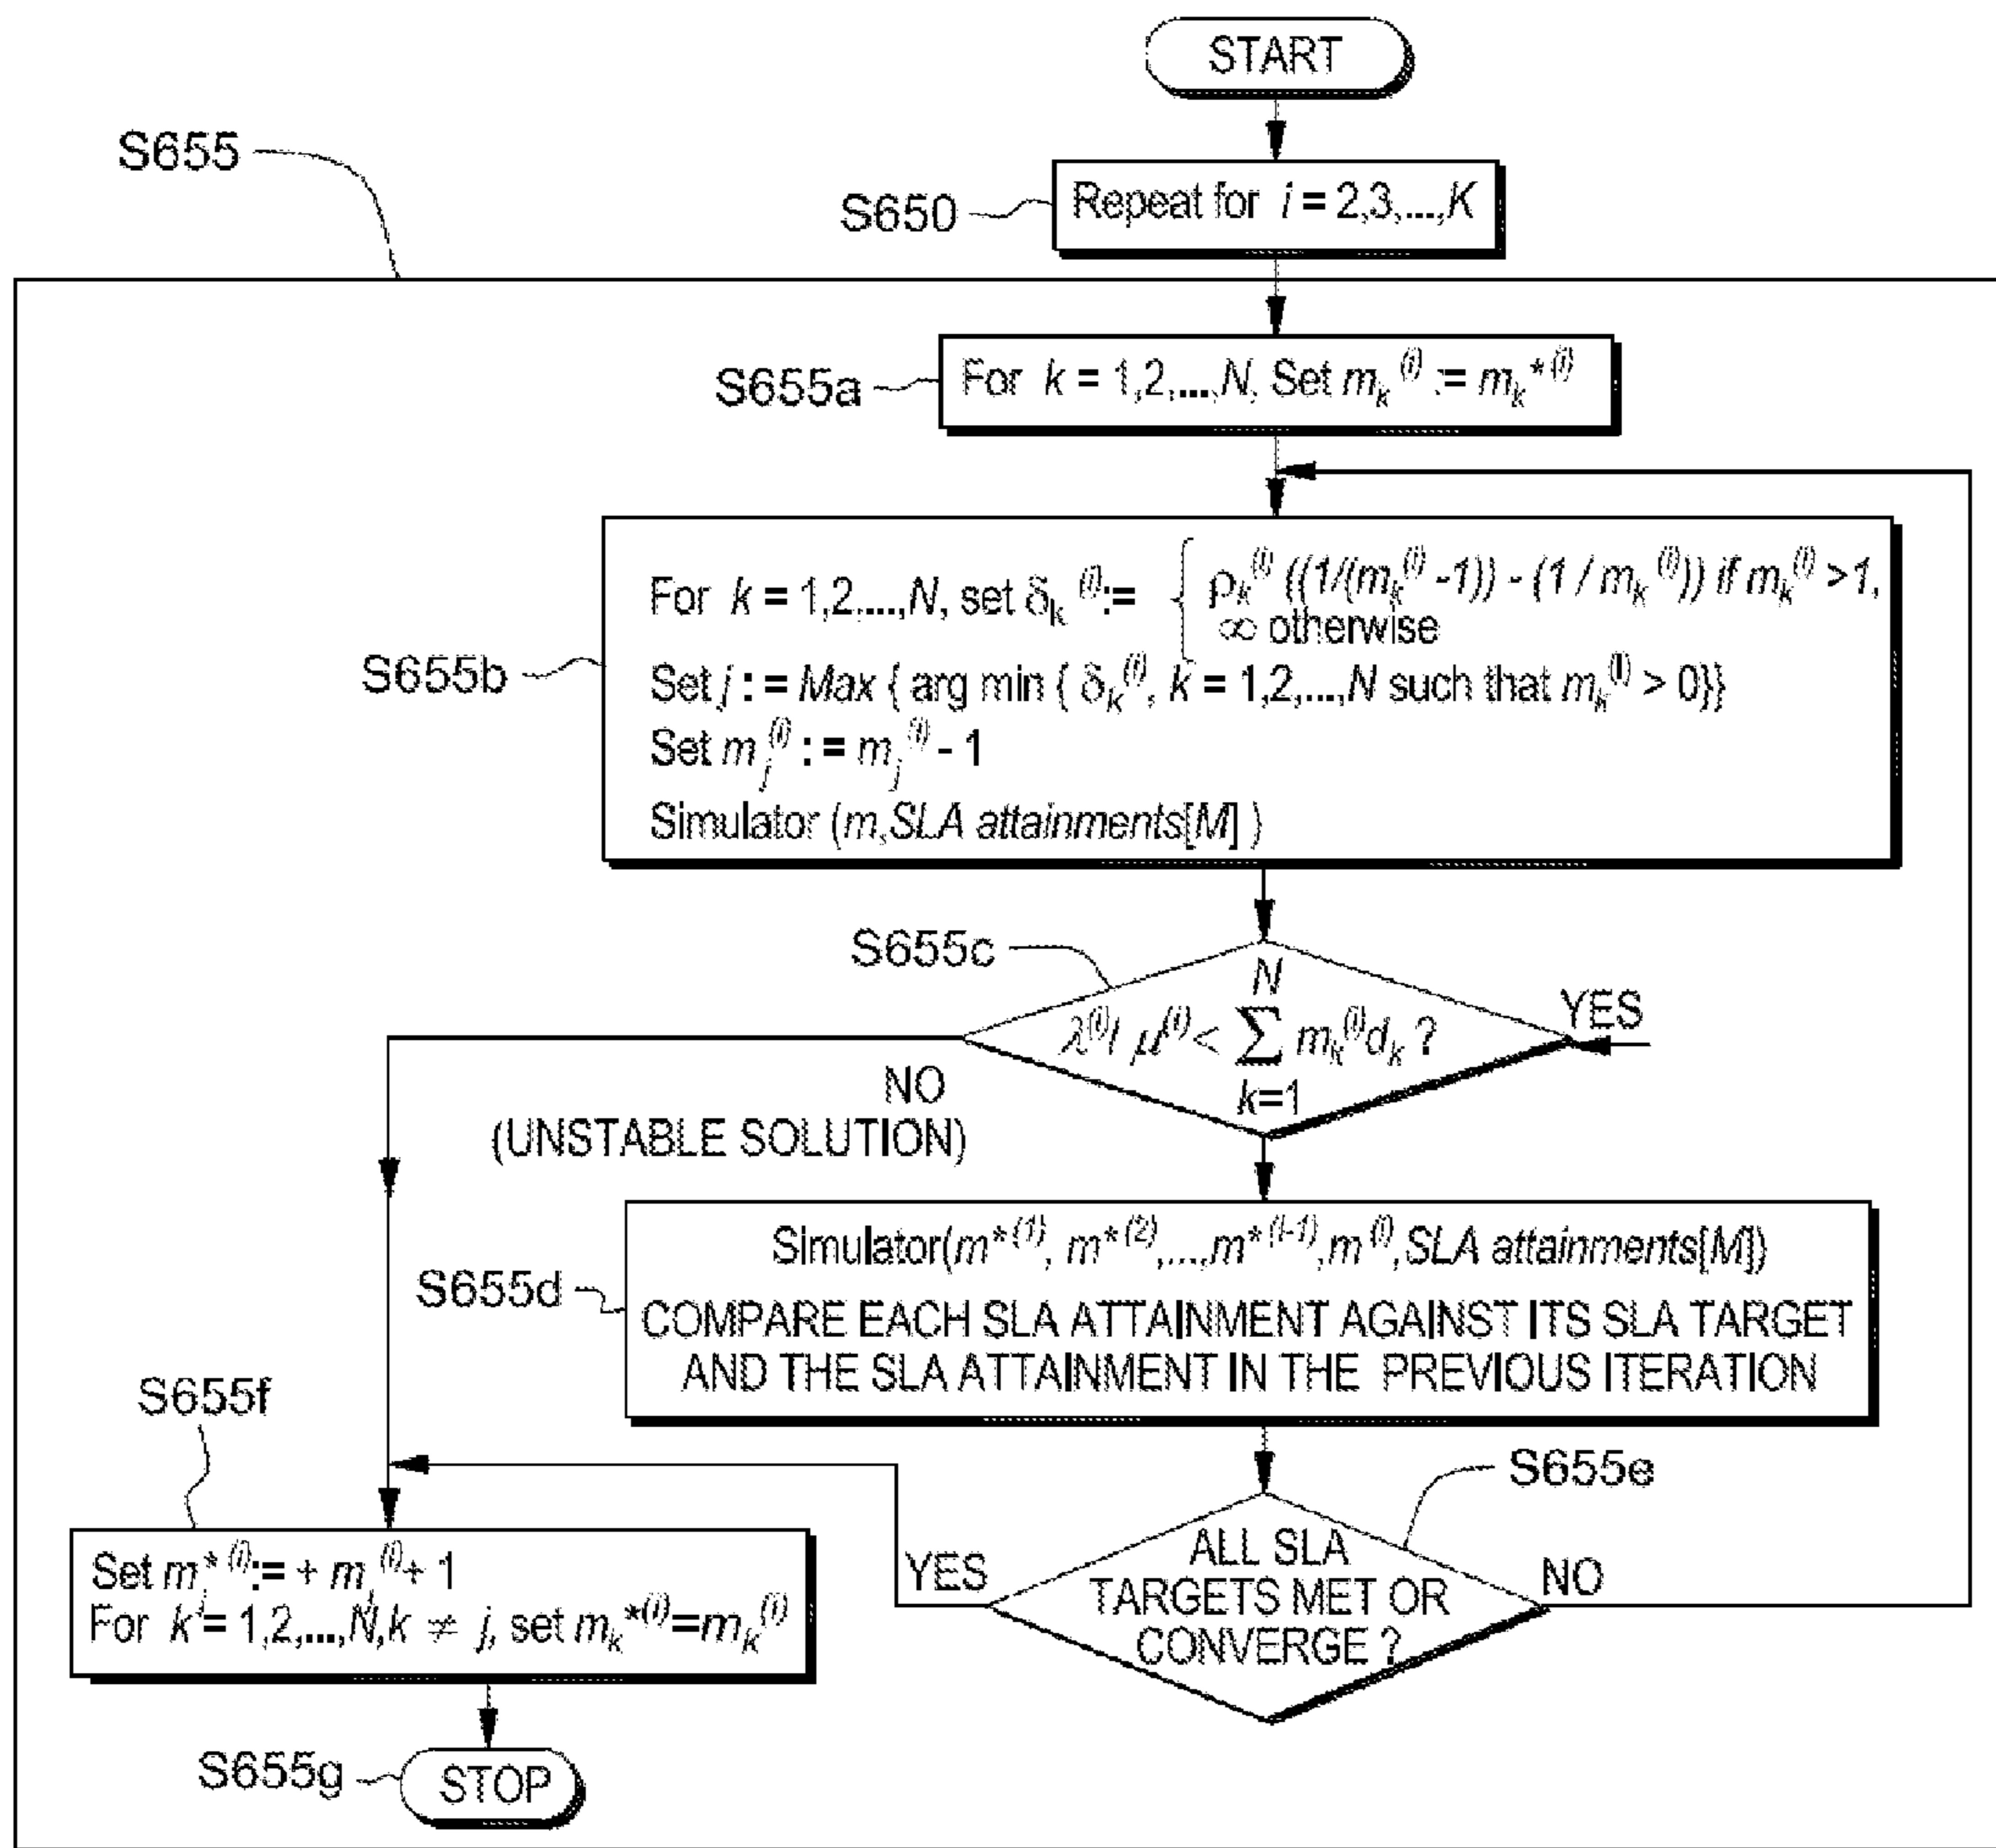 START
S655
S650
Repeat for i = 2,3,...,K
S655a
For k = 1,2,...,N, Set m_k^(i) := m_k*^(i)
S655b
For k = 1,2,...,N, set δ_k^(i) := { ρ_k^(i) ((1/(m_k^(i) -1)) - (1 / m_k^(i))) if m_k^(i) >1,
∞ otherwise
Set j : = Max { arg min { δ_k^(i), k = 1,2,...,N such that m_k^(i) > 0}}
Set m_j^(i) : = m_j^(i) - 1
Simulator (m,SLA attainments[M] )
S655c
λ^(i)/ μ^(i) < ∑_{k=1}^{N} m_k^(i) d_k ?
YES
NO
(UNSTABLE SOLUTION)
S655d
Simulator(m*^(1), m*^(2),...,m*^(i-1),m^(i),SLA attainments[M])
COMPARE EACH SLA ATTAINMENT AGAINST ITS SLA TARGET
AND THE SLA ATTAINMENT IN THE PREVIOUS ITERATION
S655f
S655e
Set m_j*^(i) := + m_j^(i) + 1
For k = 1,2,...,N,k ≠ j, set m_k*^(i)=m_k^(i)
YES
ALL SLA
TARGETS MET OR
CONVERGE ?
NO
S655g
STOP